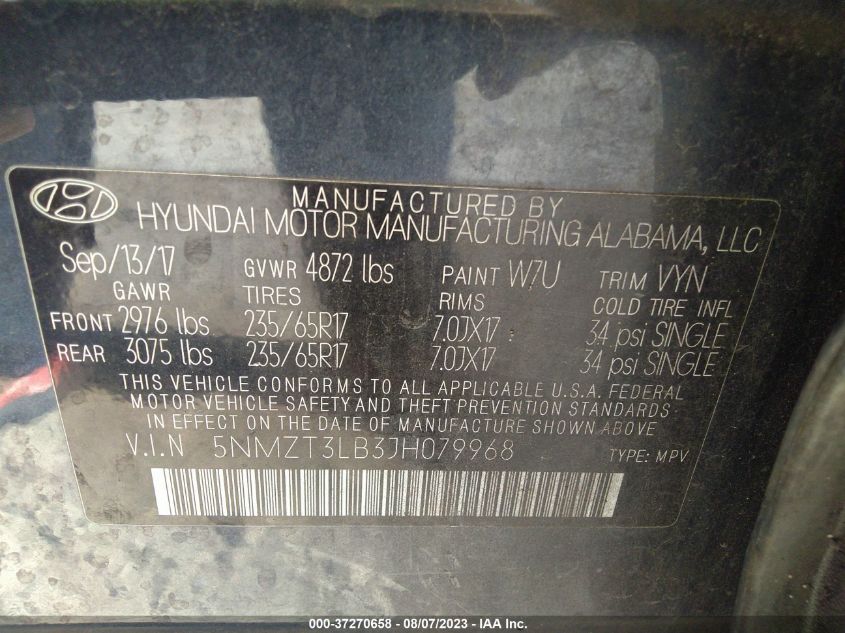 MANUFACTURED BY
HYUNDAI MOTOR MANUFACTURING ALABAMA, LLC
Sep/13/17 GVWR 4872 lbs PAINT W7U TRIM VYN
GAWR TIRES RIMS COLD TIRE INFL
FRONT 2976 lbs 235/65R17 7.0JX17 34 psi SINGLE
REAR 3075 lbs 235/65R17 7.0JX17 34 psi SINGLE
THIS VEHICLE CONFORMS TO ALL APPLICABLE U.S.A. FEDERAL
MOTOR VEHICLE SAFETY AND THEFT PREVENTION STANDARDS
IN EFFECT ON THE DATE OF MANUFACTURE SHOWN ABOVE.
V.I.N 5NMZT3LB3JH079968 TYPE: MPV
000-37270658 - 08/07/2023 - IAA Inc.